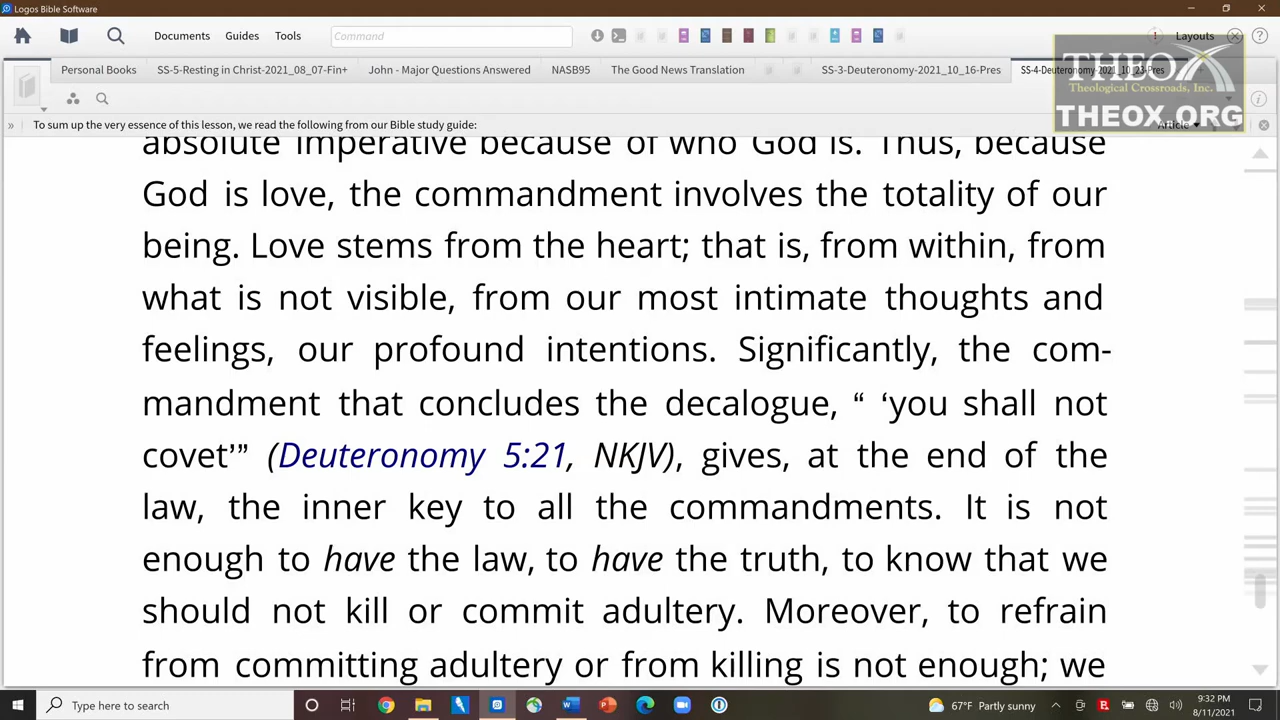 Logos Bible Software
Documents Guides Tools Command Layouts
Personal Books SS-5-Resting in Christ-2021_08_07-Fin+ s Answered NASB95 The Good News Translation SS-3-Deuteronomy-2021_10_16-Pres SS-4-Deuteronomy-2021_10_23-Pres
THEOX
Theological Crossroads, Inc.
THEOX.ORG
» To sum up the very essence of this lesson, we read the following from our Bible study guide: Article
absolute imperative because of who God is. Thus, because
God is love, the commandment involves the totality of our
being. Love stems from the heart; that is, from within, from
what is not visible, from our most intimate thoughts and
feelings, our profound intentions. Significantly, the com-
mandment that concludes the decalogue, “ ‘you shall not
covet’” (Deuteronomy 5:21, NKJV), gives, at the end of the
law, the inner key to all the commandments. It is not
enough to have the law, to have the truth, to know that we
should not kill or commit adultery. Moreover, to refrain
from committing adultery or from killing is not enough; we
Type here to search 67°F Partly sunny 9:32 PM
8/11/2021